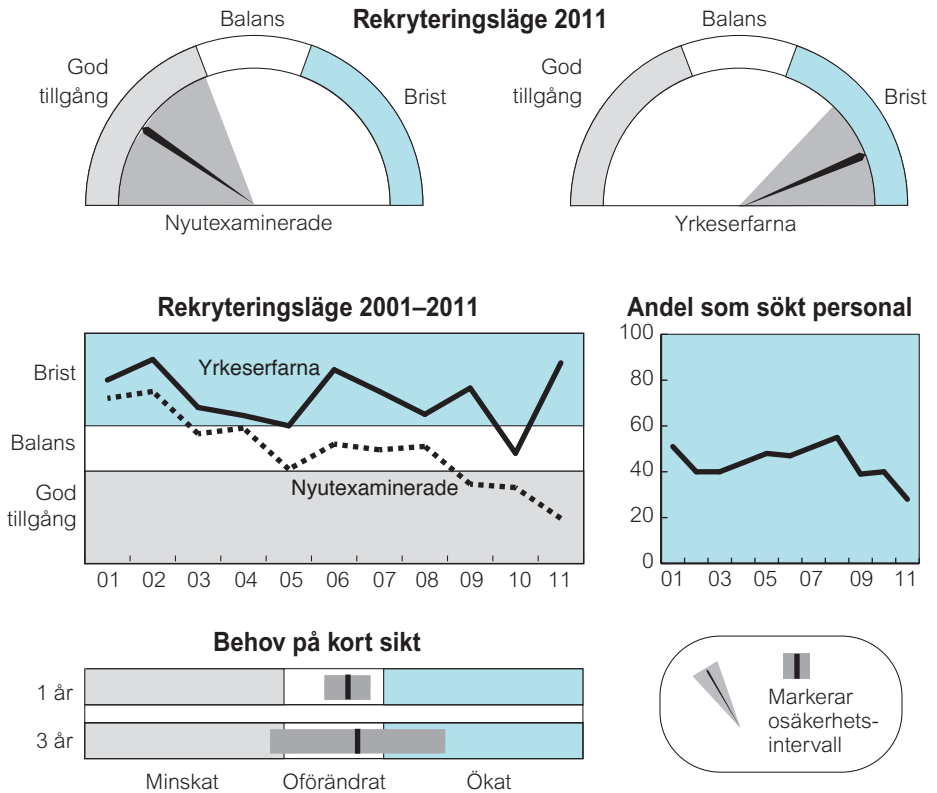 Rekryteringsläge 2011
Balans
God
tillgång
Brist
Nyutexaminerade
Balans
God
tillgång
Brist
Yrkeserfarna
Rekryteringsläge 2001–2011
Brist
Balans
God
tillgång
Yrkeserfarna
Nyutexaminerade
01 02 03 04 05 06 07 08 09 10 11
Andel som sökt personal
100
80
60
40
20
0
01 03 05 07 09 11
Behov på kort sikt
1 år
3 år
Minskat Oförändrat Ökat
Markerar
osäkerhets-
intervall